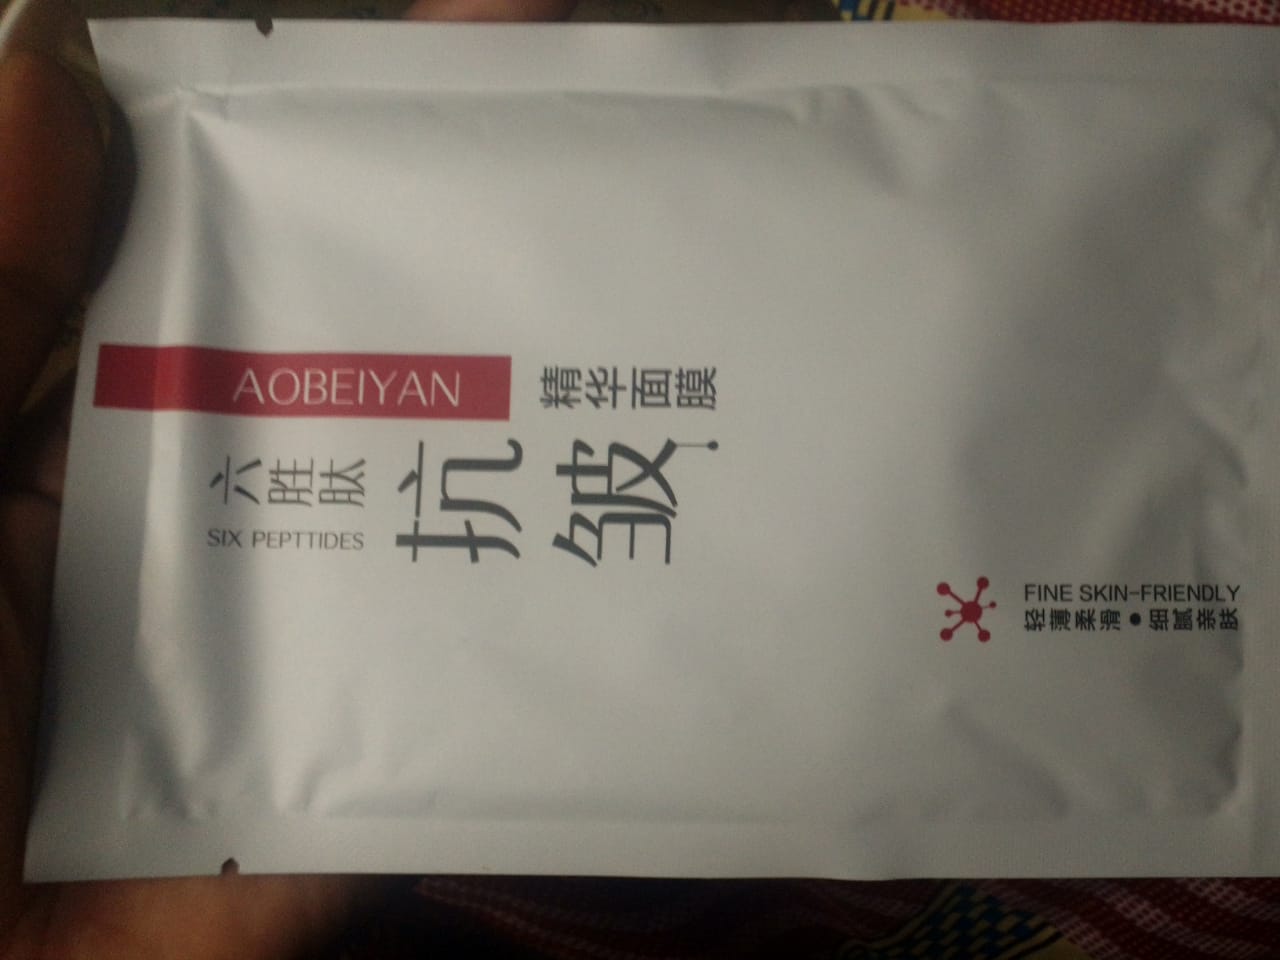 AOBEIYAN
精华面膜
六胜肽
SIX PEPTTIDES
抗皱
FINE SKIN-FRIENDLY
轻薄柔滑●细腻亲肤